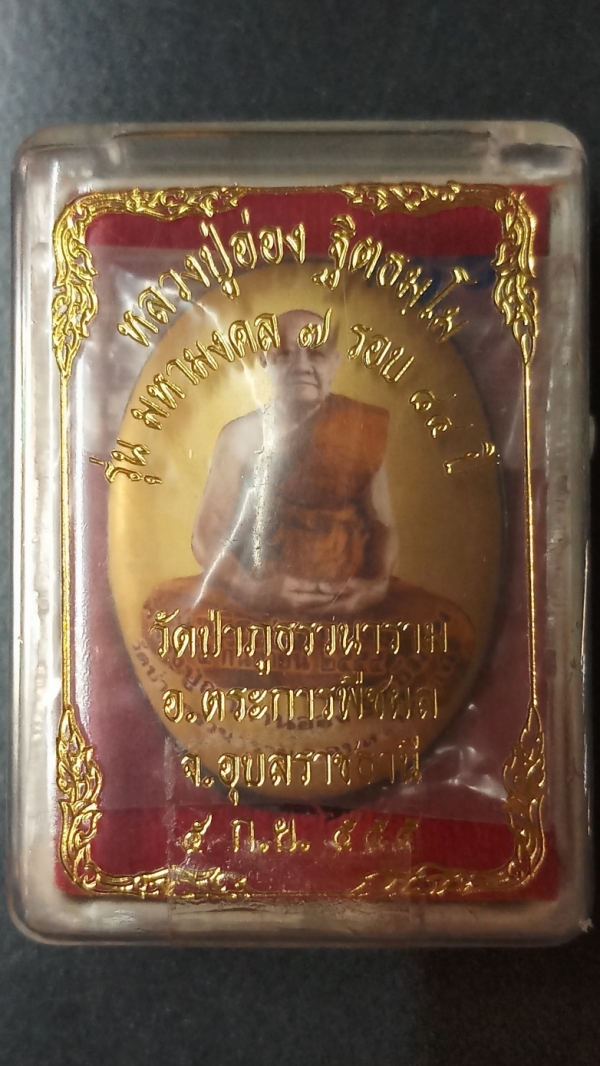 หลวงปู่อ่อง ฐิตธมฺโม
รุ่น มหามงคล ๗ รอบ ๘๔ ปี
วัดป่าภูธรรวนาราม
อ.ตระการพืชผล
จ.อุบลราชธานี
๕ ก.ย. ๕๕๕